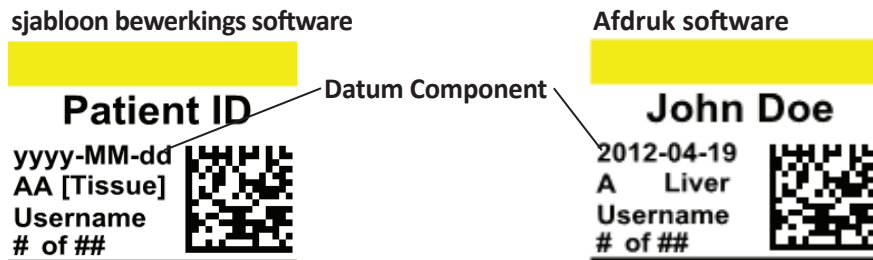 sjabloon bewerkings software
Patient ID
yyyy-MM-dd
AA [Tissue]
Username
# of ##
Datum Component
Afdruk software
John Doe
2012-04-19
A Liver
Username
# of ##